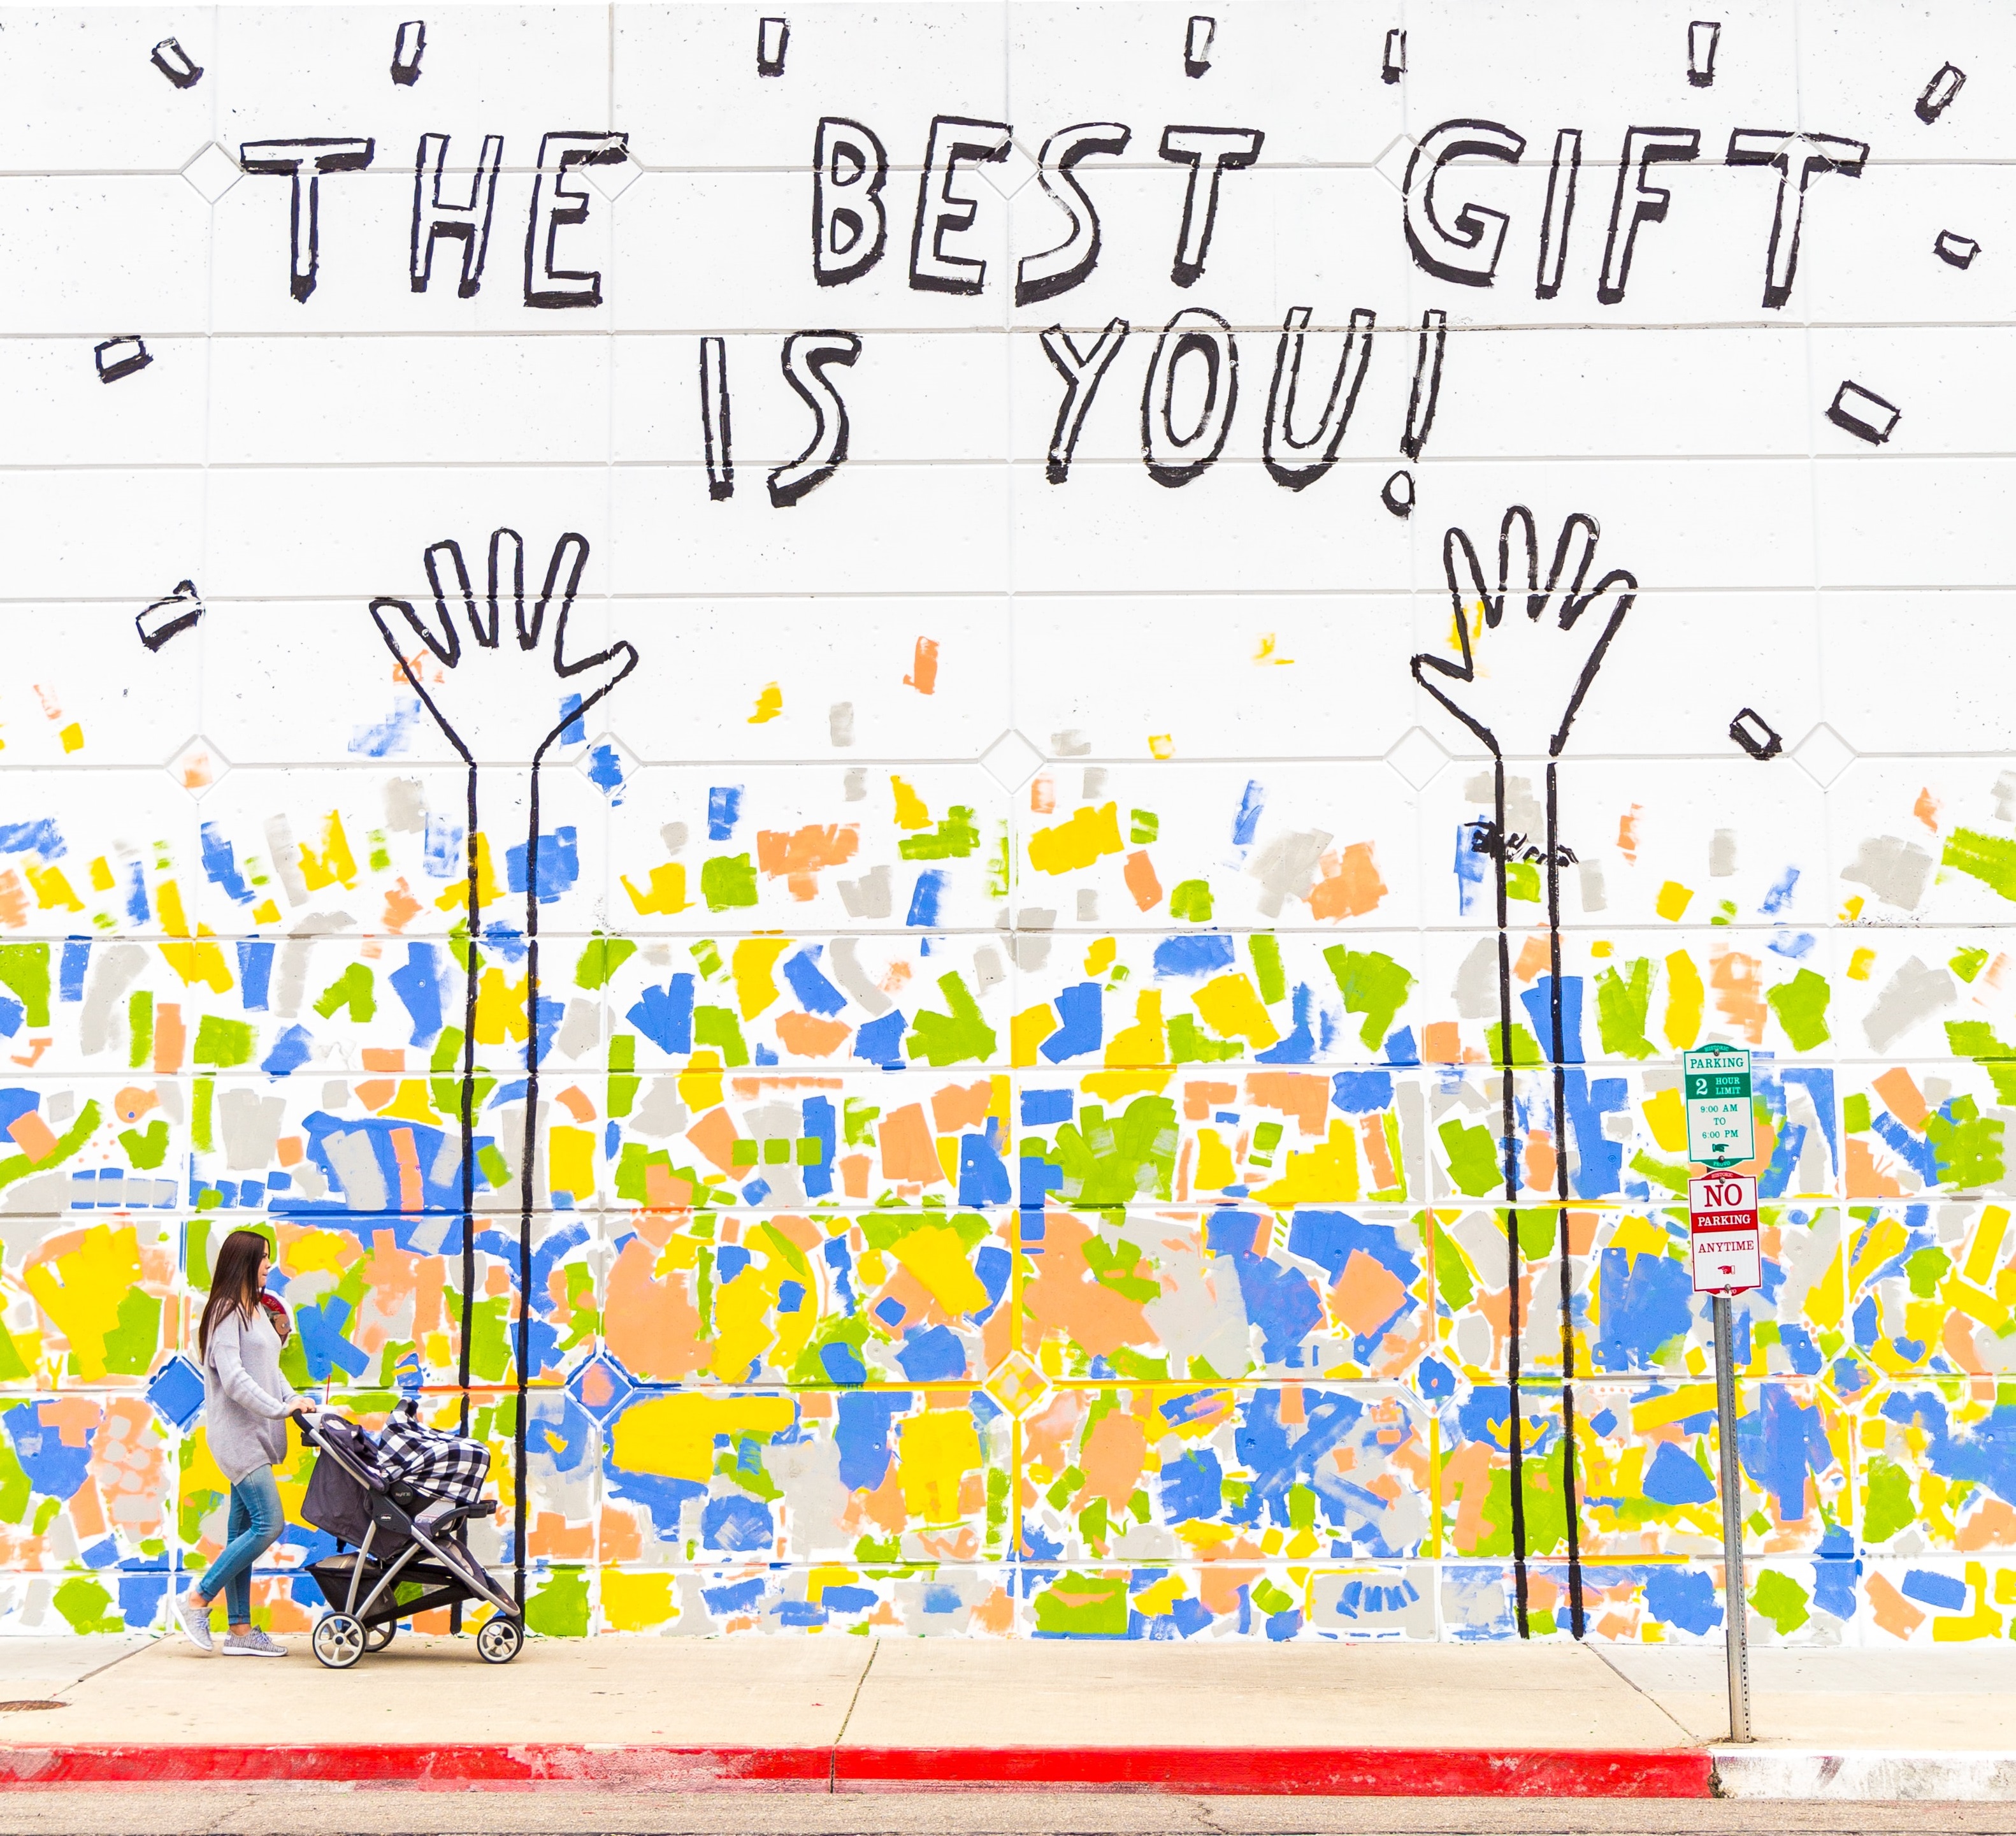 THE BEST GIFT
IS YOU!
PARKING
2 HOUR
LIMIT
9:00 AM
TO
6:00 PM
NO
PARKING
ANYTIME